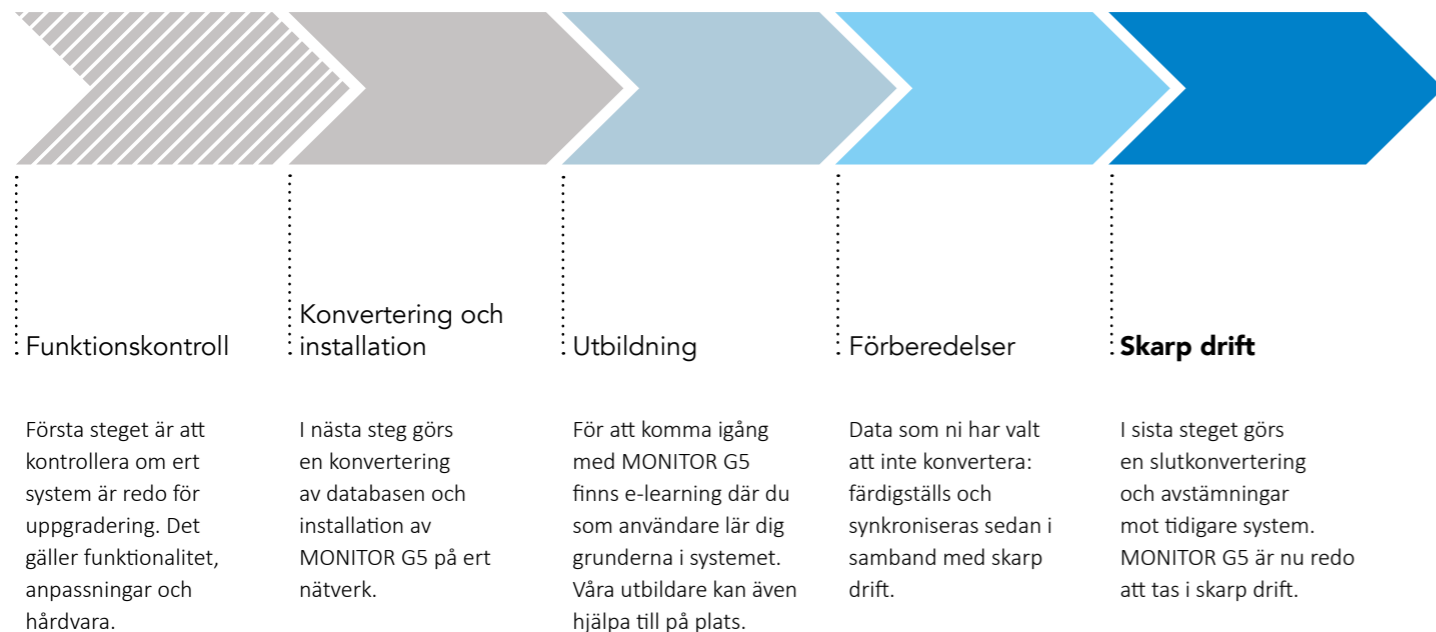 Funktionskontroll
Första steget är att
kontrollera om ert
system är redo för
uppgradering. Det
gäller funktionalitet,
anpassningar och
hårdvara.
Konvertering och
installation
I nästa steg görs
en konvertering
av databasen och
installation av
MONITOR G5 på ert
nätverk.
Utbildning
För att komma igång
med MONITOR G5
finns e-learning där du
som användare lär dig
grunderna i systemet.
Våra utbildare kan även
hjälpa till på plats.
Förberedelser
Data som ni har valt
att inte konvertera:
färdigställs och
synkroniseras sedan i
samband med skarp
drift.
Skarp drift
I sista steget görs
en slutkonvertering
och avstämningar
mot tidigare system.
MONITOR G5 är nu redo
att tas i skarp drift.